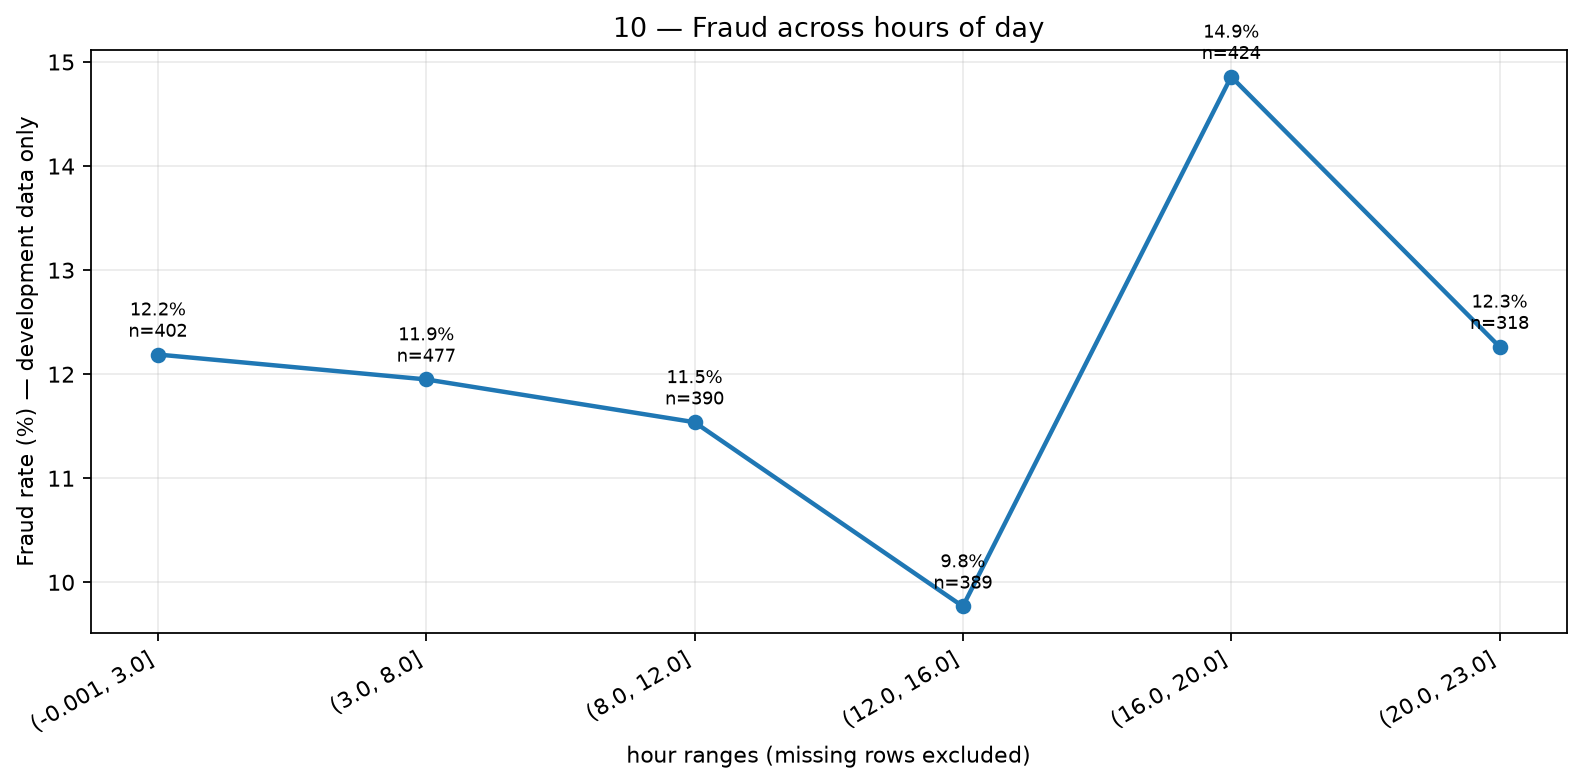 10 — Fraud across hours of day
Fraud rate (%) — development data only
15
14
13
12
11
10
12.2%
n=402
11.9%
n=477
11.5%
n=390
9.8%
n=389
14.9%
n=424
12.3%
n=318
(-0.001, 3.0]
(3.0, 8.0]
(8.0, 12.0]
(12.0, 16.0]
(16.0, 20.0]
(20.0, 23.0]
hour ranges (missing rows excluded)